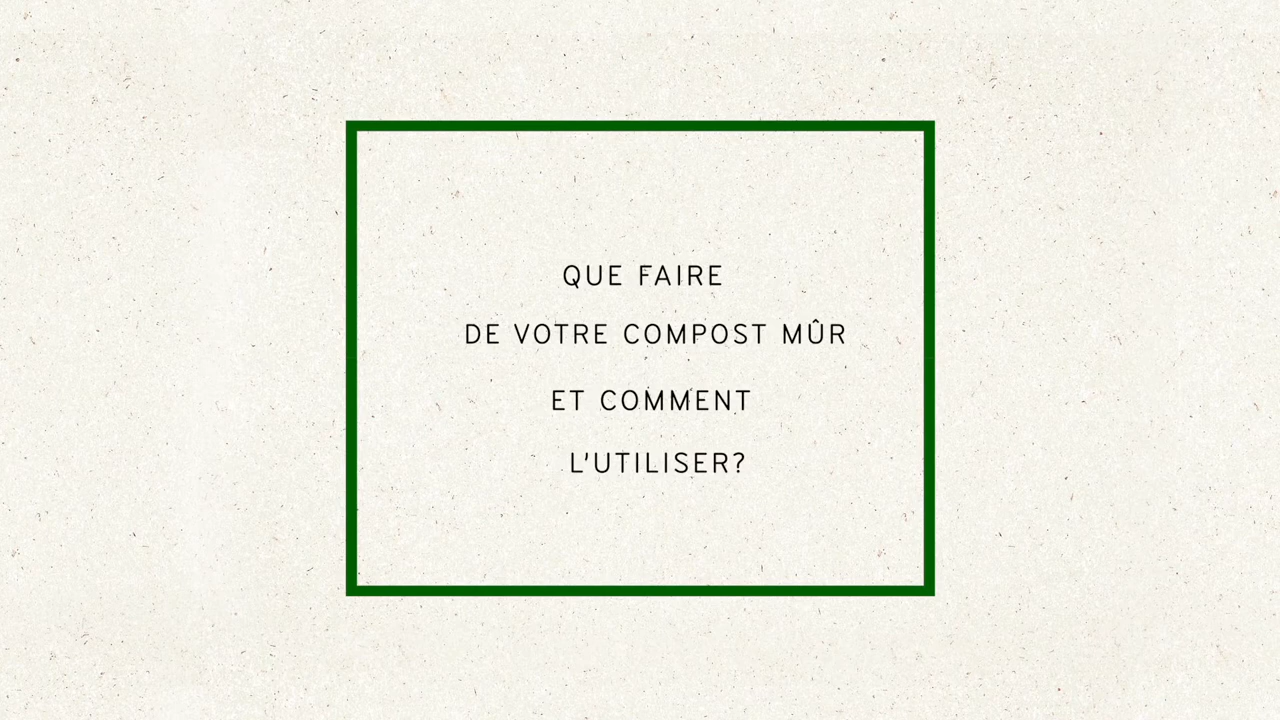 QUE FAIRE
DE VOTRE COMPOST MÛR
ET COMMENT
L'UTILISER?